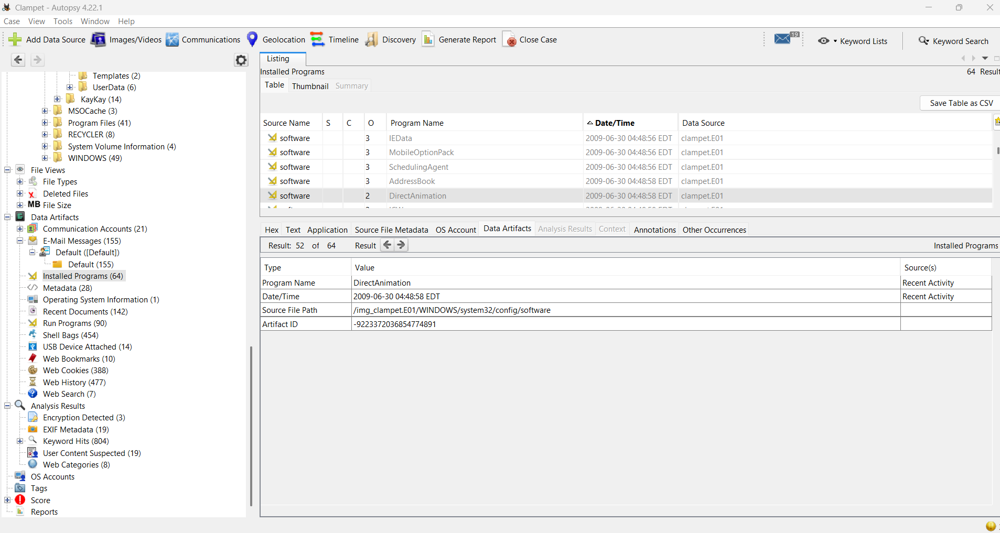 Clampet - Autopsy 4.22.1
Case View Tools Window Help
Add Data Source Images/Videos Communications Geolocation Timeline Discovery Generate Report Close Case 19 Keyword Lists Keyword Search
Templates (2)
UserData (6)
KayKay (14)
MSOCache (3)
Program Files (41)
RECYCLER (8)
System Volume Information (4)
WINDOWS (49)
File Views
File Types
Deleted Files
MB File Size
Data Artifacts
Communication Accounts (21)
E-Mail Messages (155)
Default ([Default])
Default (155)
Installed Programs (64)
Metadata (28)
Operating System Information (1)
Recent Documents (142)
Run Programs (90)
Shell Bags (454)
USB Device Attached (14)
Web Bookmarks (10)
Web Cookies (388)
Web History (477)
Web Search (7)
Analysis Results
Encryption Detected (3)
EXIF Metadata (19)
Keyword Hits (804)
User Content Suspected (19)
Web Categories (8)
OS Accounts
Tags
Score
Reports
Listing
Installed Programs 64 Result
Table Thumbnail Summary
Save Table as CSV
Source Name S C O Program Name Date/Time Data Source
software 3 IEData 2009-06-30 04:48:56 EDT clampet.E01
software 3 MobileOptionPack 2009-06-30 04:48:56 EDT clampet.E01
software 3 SchedulingAgent 2009-06-30 04:48:56 EDT clampet.E01
software 3 AddressBook 2009-06-30 04:48:58 EDT clampet.E01
software 2 DirectAnimation 2009-06-30 04:48:58 EDT clampet.E01
Hex Text Application Source File Metadata OS Account Data Artifacts Analysis Results Context Annotations Other Occurrences
Result: 52 of 64 Result Installed Programs
Type Value Source(s)
Program Name DirectAnimation Recent Activity
Date/Time 2009-06-30 04:48:58 EDT Recent Activity
Source File Path /img_clampet.E01/WINDOWS/system32/config/software
Artifact ID -9223372036854774891